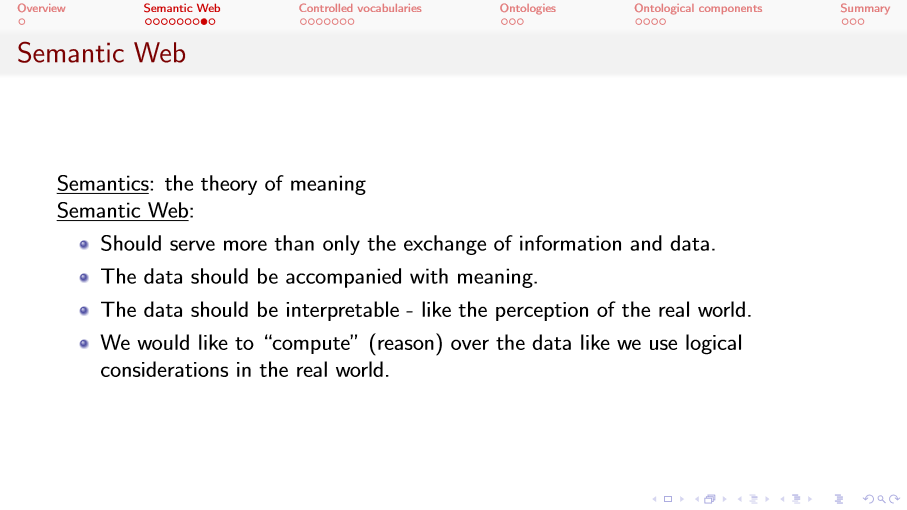 Overview Semantic Web Controlled vocabularies Ontologies Ontological components Summary
Semantic Web
Semantics: the theory of meaning
Semantic Web:
Should serve more than only the exchange of information and data.
The data should be accompanied with meaning.
The data should be interpretable - like the perception of the real world.
We would like to “compute” (reason) over the data like we use logical
considerations in the real world.